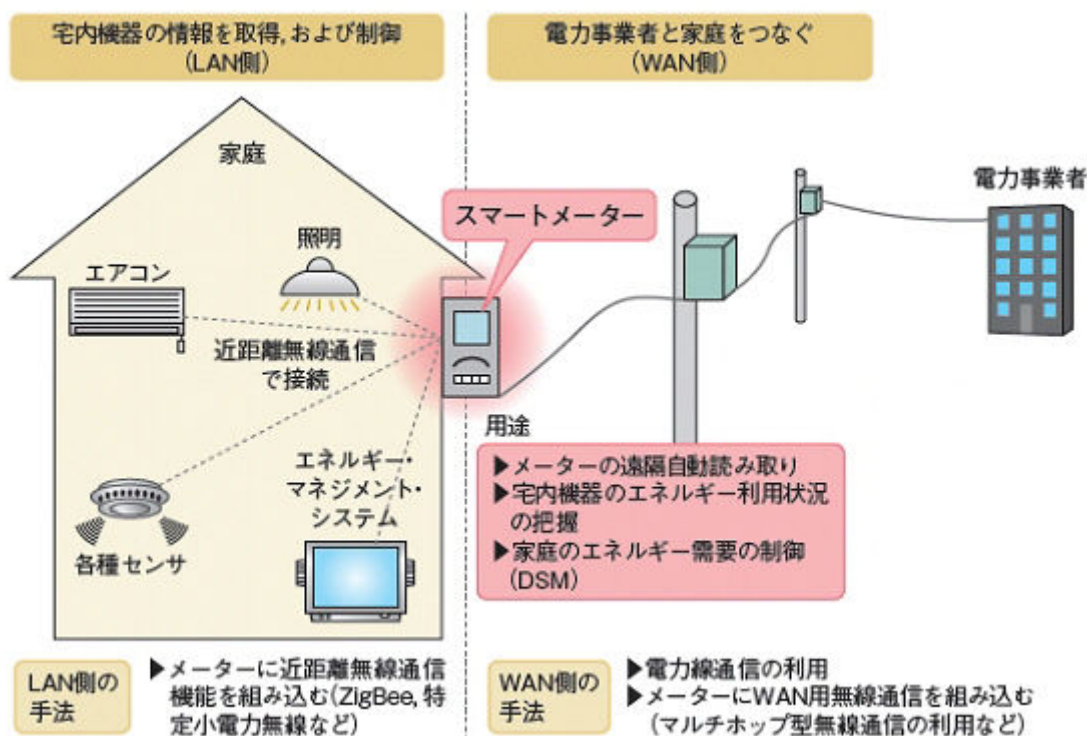 宅内機器の情報を取得,および制御
(LAN側)
電力事業者と家庭をつなぐ
(WAN側)
家庭
電力事業者
スマートメーター
照明
エアコン
近距離無線通信
で接続
用途
▶メーターの遠隔自動読み取り
▶宅内機器のエネルギー利用状況
の把握
▶家庭のエネルギー需要の制御
(DSM)
エネルギー・
マネジメント・
システム
各種センサ
LAN側の
手法
▶メーターに近距離無線通信
機能を組み込む(ZigBee,特
定小電力無線など)
WAN側の
手法
▶電力線通信の利用
▶メーターにWAN用無線通信を組み込む
(マルチホップ型無線通信の利用など)